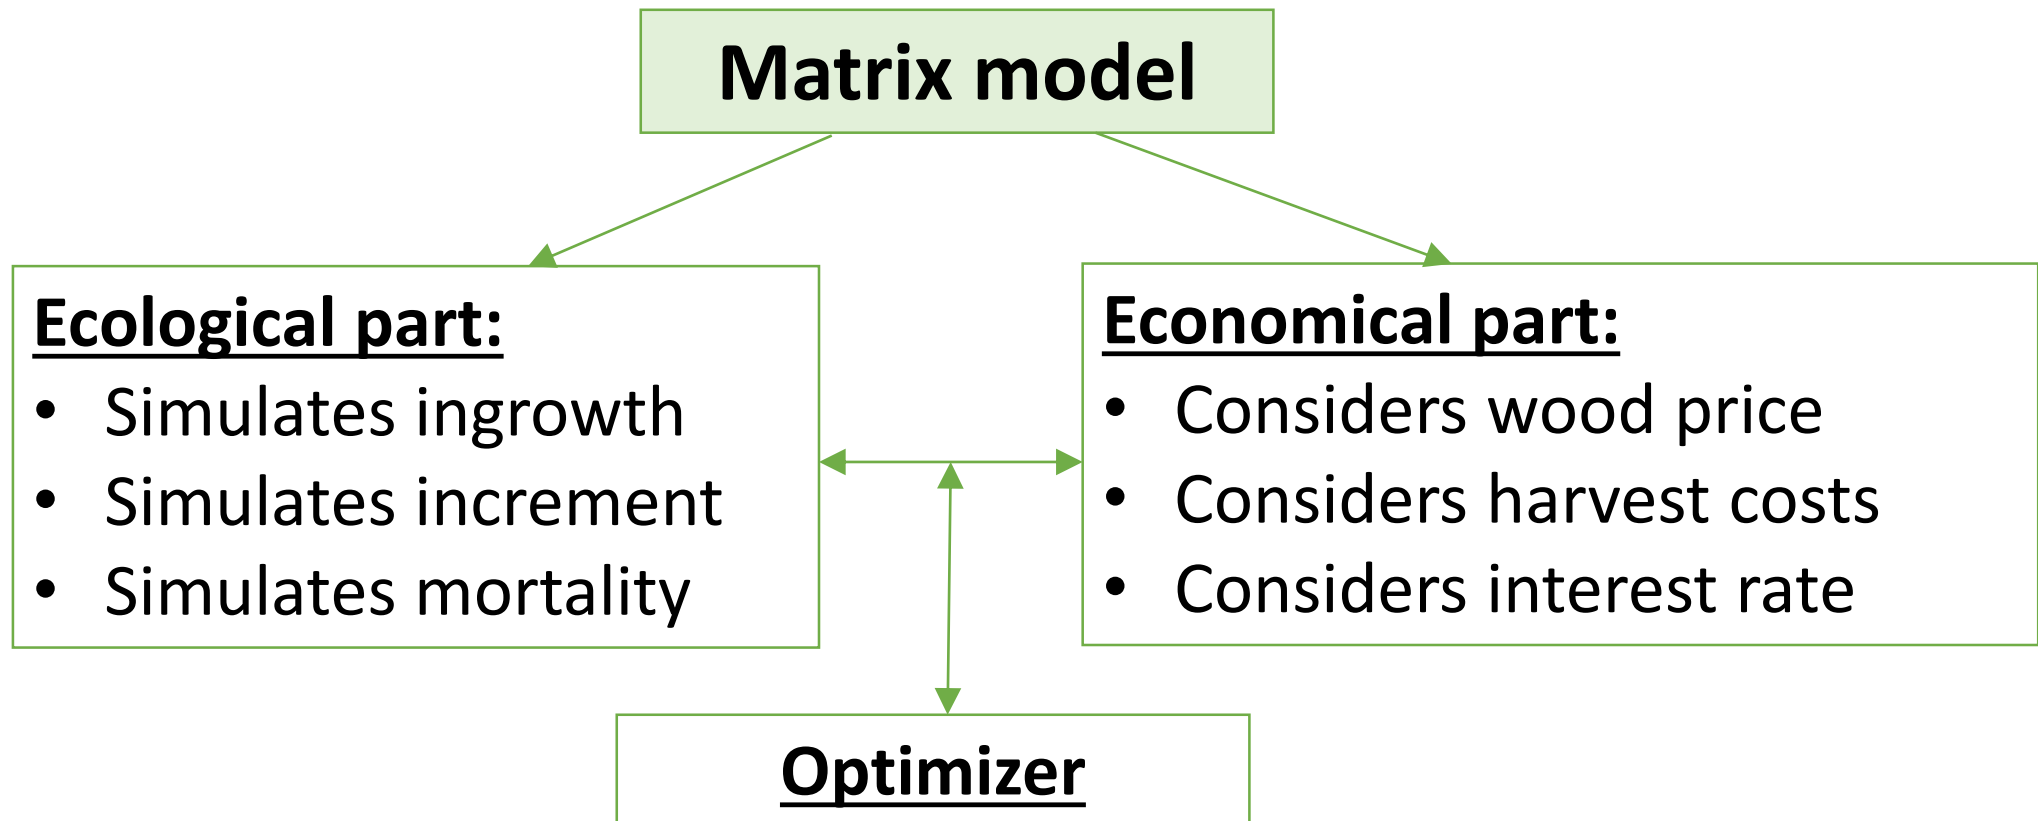 Matrix model
Ecological part:
• Simulates ingrowth
• Simulates increment
• Simulates mortality
Economical part:
• Considers wood price
• Considers harvest costs
• Considers interest rate
Optimizer